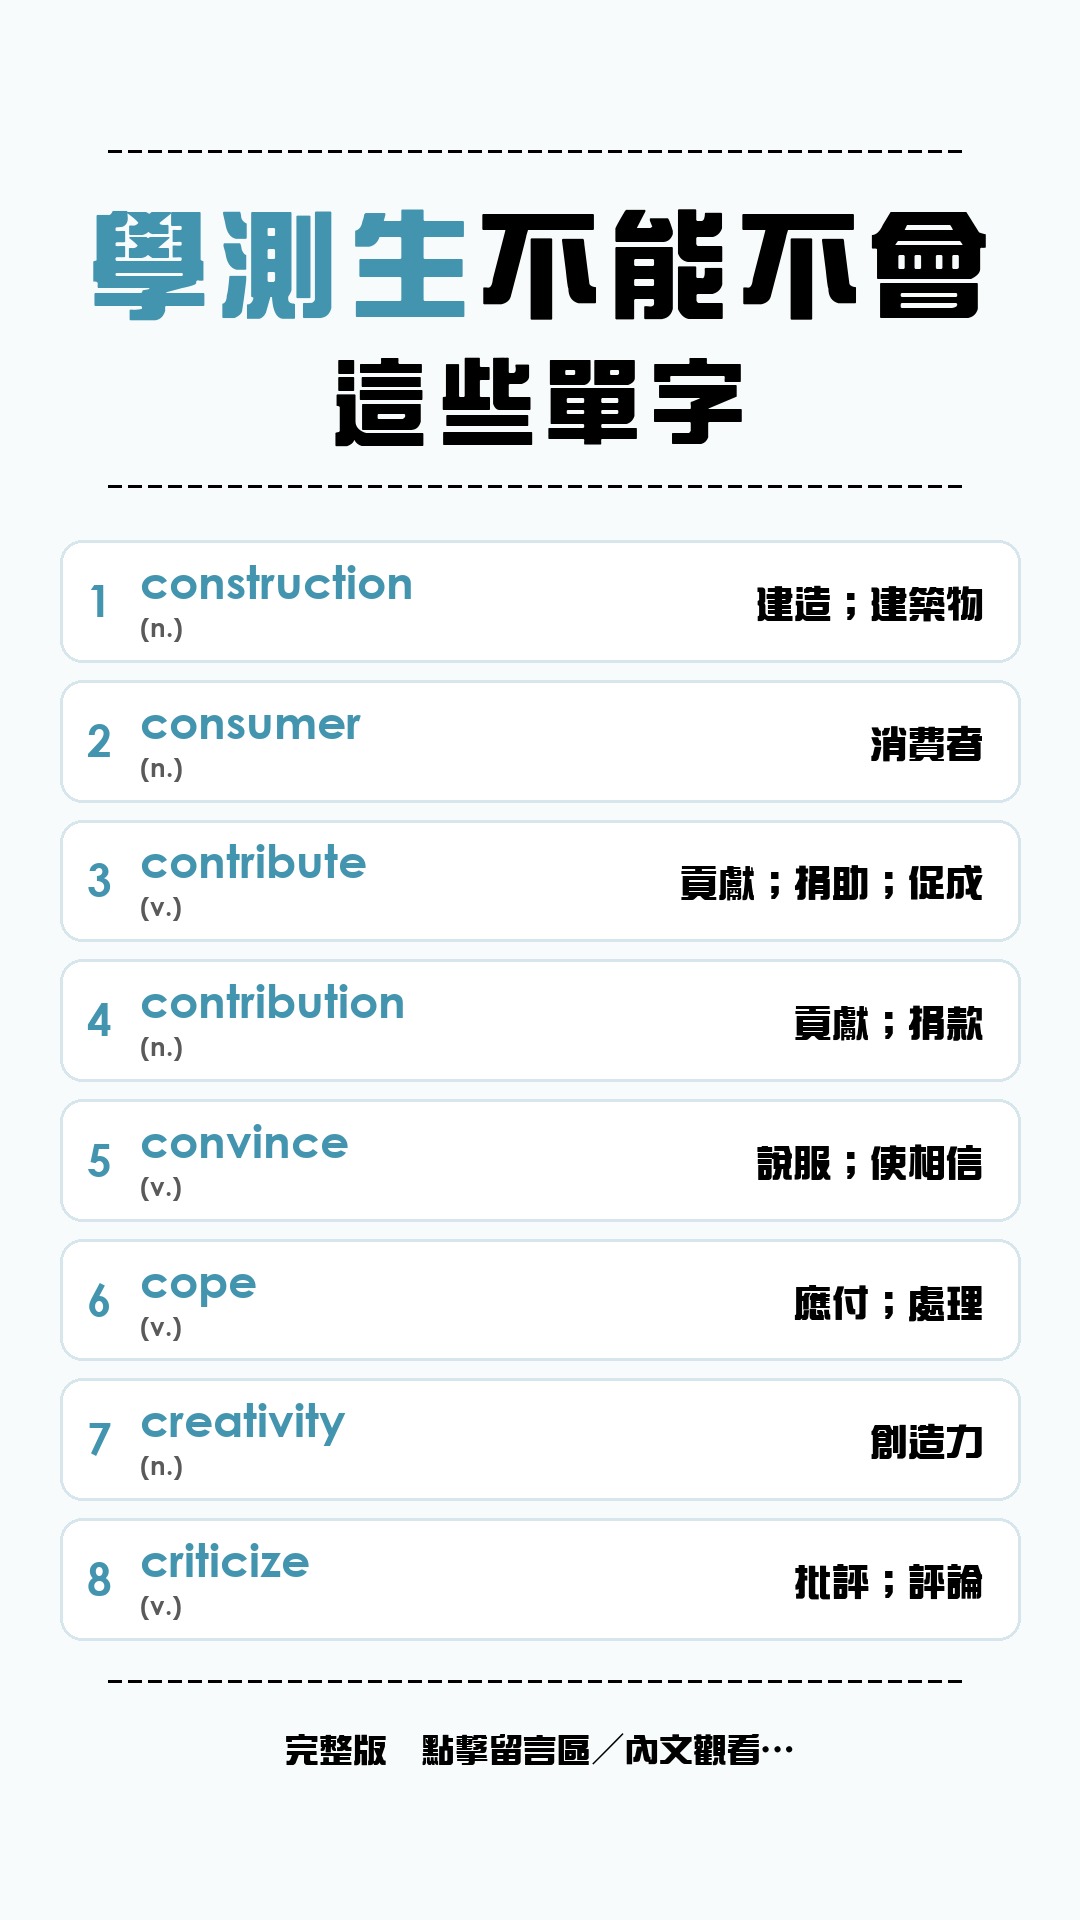 學測生不能不會
這些單字
1 construction 建造；建築物
(n.)
2 consumer 消費者
(n.)
3 contribute 貢獻；捐助；促成
(v.)
4 contribution 貢獻；捐款
(n.)
5 convince 說服；使相信
(v.)
6 cope 應付；處理
(v.)
7 creativity 創造力
(n.)
8 criticize 批評；評論
(v.)
完整版　點擊留言區／內文觀看…